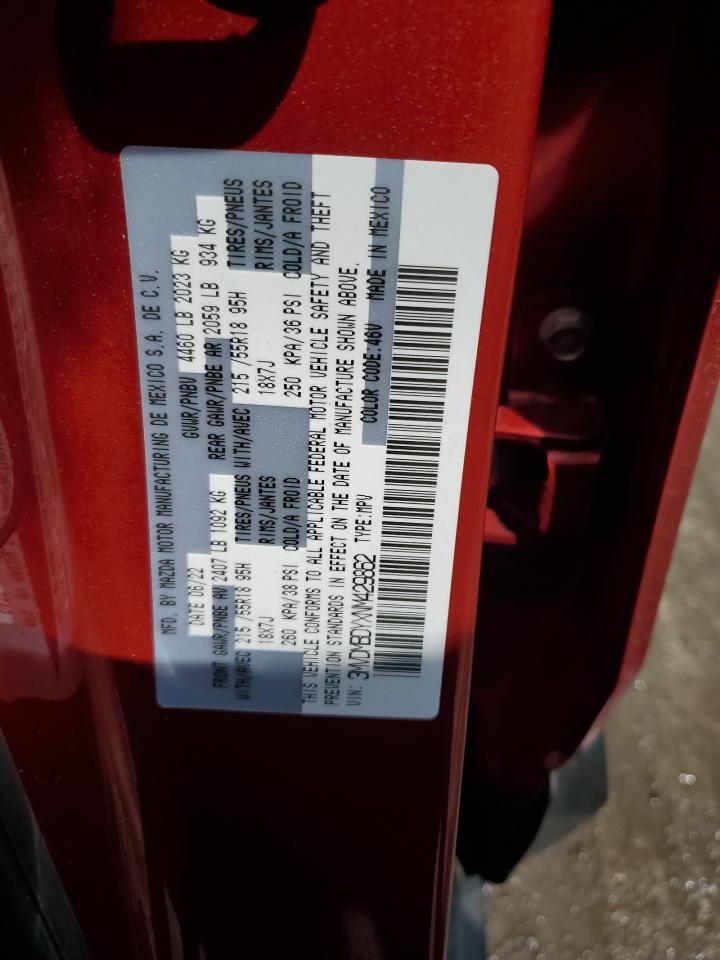 MFD. BY MAZDA MOTOR MANUFACTURING DE MEXICO S.A. DE C.V.
DATE 06/22 GVWR/PNBV 4460 LB 2023 KG
FRONT GAWR/PNBE AV 2407 LB 1092 KG REAR GAWR/PNBE AR 2059 LB 934 KG
WITH/AVEC 215 /55R18 95H TIRES/PNEUS WITH/AVEC 215 /55R18 95H TIRES/PNEUS
18X7J RIMS/JANTES 18X7J RIMS/JANTES
260 KPA/38 PSI COLD/A FROID 250 KPA/36 PSI COLD/A FROID
THIS VEHICLE CONFORMS TO ALL APPLICABLE FEDERAL MOTOR VEHICLE SAFETY AND THEFT
PREVENTION STANDARDS IN EFFECT ON THE DATE OF MANUFACTURE SHOWN ABOVE.
VIN: 3MVDMBDYXNM429862 TYPE:MPV COLOR CODE:46V MADE IN MEXICO